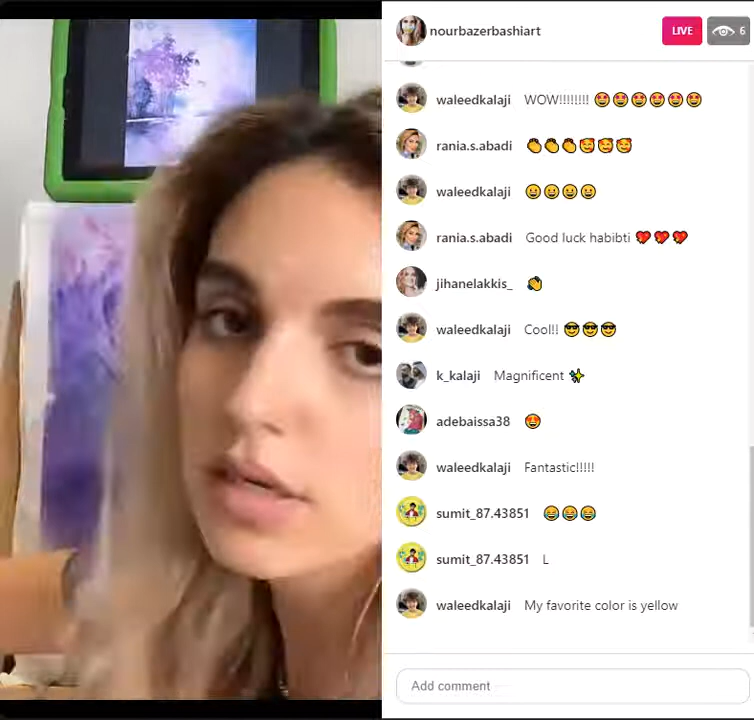 nourbazerbashiart LIVE 6
waleedkalaji WOW!!!!!!!! 😍😍😍😍😍😍
rania.s.abadi 👏👏👏🥰🥰🥰
waleedkalaji 😀😀😀😀
rania.s.abadi Good luck habibti 💖💖💖
jihanelakkis_ 👏
waleedkalaji Cool!! 😎😎😎
k_kalaji Magnificent ✨
adebaissa38 😍
waleedkalaji Fantastic!!!!!
sumit_87.43851 😂😂😂
sumit_87.43851 L
waleedkalaji My favorite color is yellow
Add comment